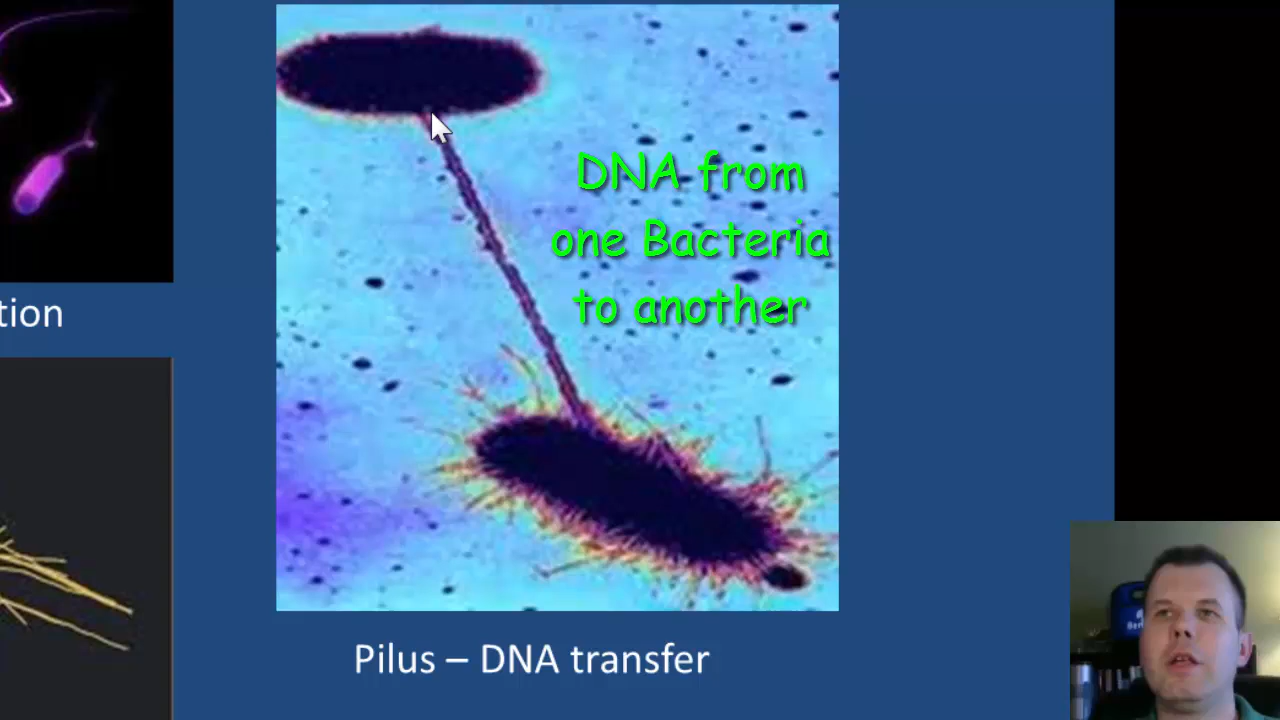 DNA from
one Bacteria
to another
tion
Pilus – DNA transfer